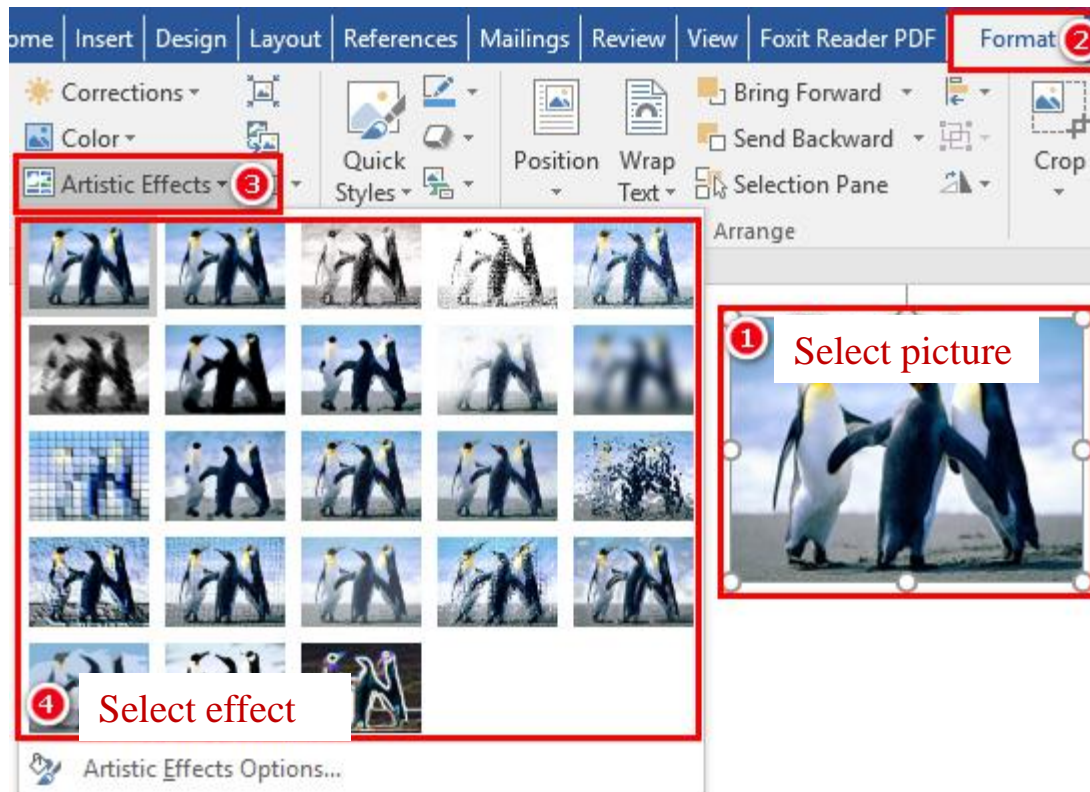 ome Insert Design Layout References Mailings Review View Foxit Reader PDF Format 2
Corrections
Color
Artistic Effects 3
Quick
Styles
Position
Wrap
Text
Bring Forward
Send Backward
Selection Pane
Crop
Arrange
1 Select picture
4 Select effect
Artistic Effects Options...